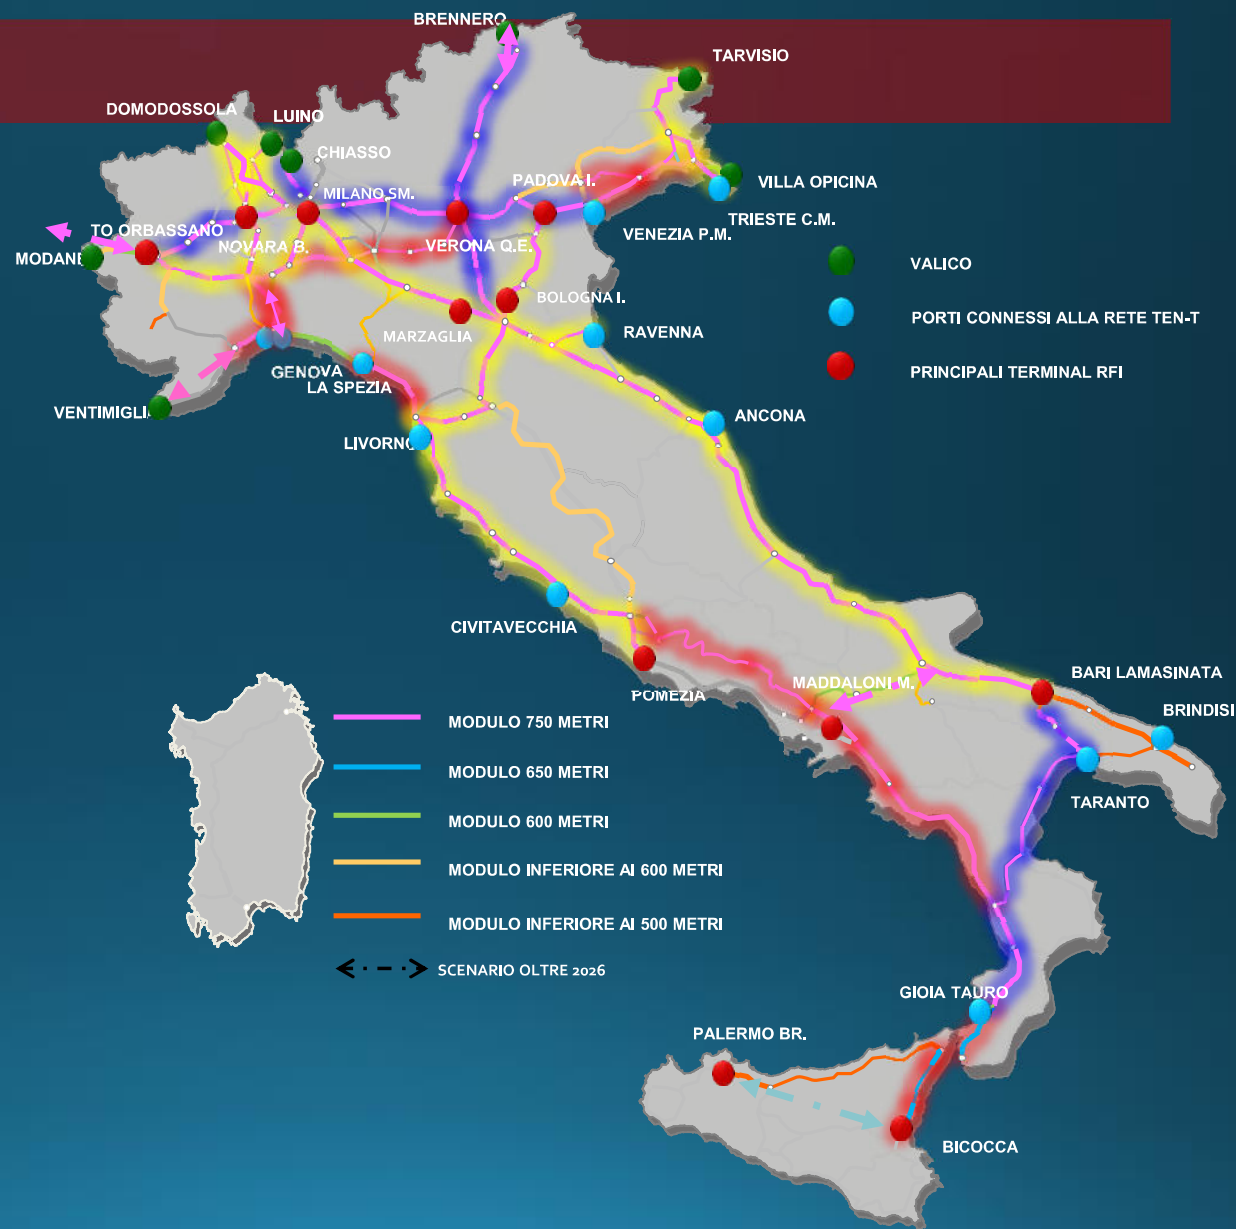 BRENNERO
TARVISIO
DOMODOSSOLA
LUINO
CHIASSO
PADOVA I.
VILLA OPICINA
MILANO SM.
TRIESTE C.M.
TO ORBASSANO
NOVARA B.
VERONA Q.E.
VENEZIA P.M.
MODANE
VALICO
BOLOGNA I.
PORTI CONNESSI ALLA RETE TEN-T
MARZAGLIA
RAVENNA
GENOVA
PRINCIPALI TERMINAL RFI
LA SPEZIA
VENTIMIGLI
ANCONA
LIVORNO
CIVITAVECCHIA
BARI LAMASINATA
MADDALONI M.
POMEZIA
BRINDISI
MODULO 750 METRI
MODULO 650 METRI
TARANTO
MODULO 600 METRI
MODULO INFERIORE AI 600 METRI
MODULO INFERIORE AI 500 METRI
SCENARIO OLTRE 2026
GIOIA TAURO
PALERMO BR.
BICOCCA